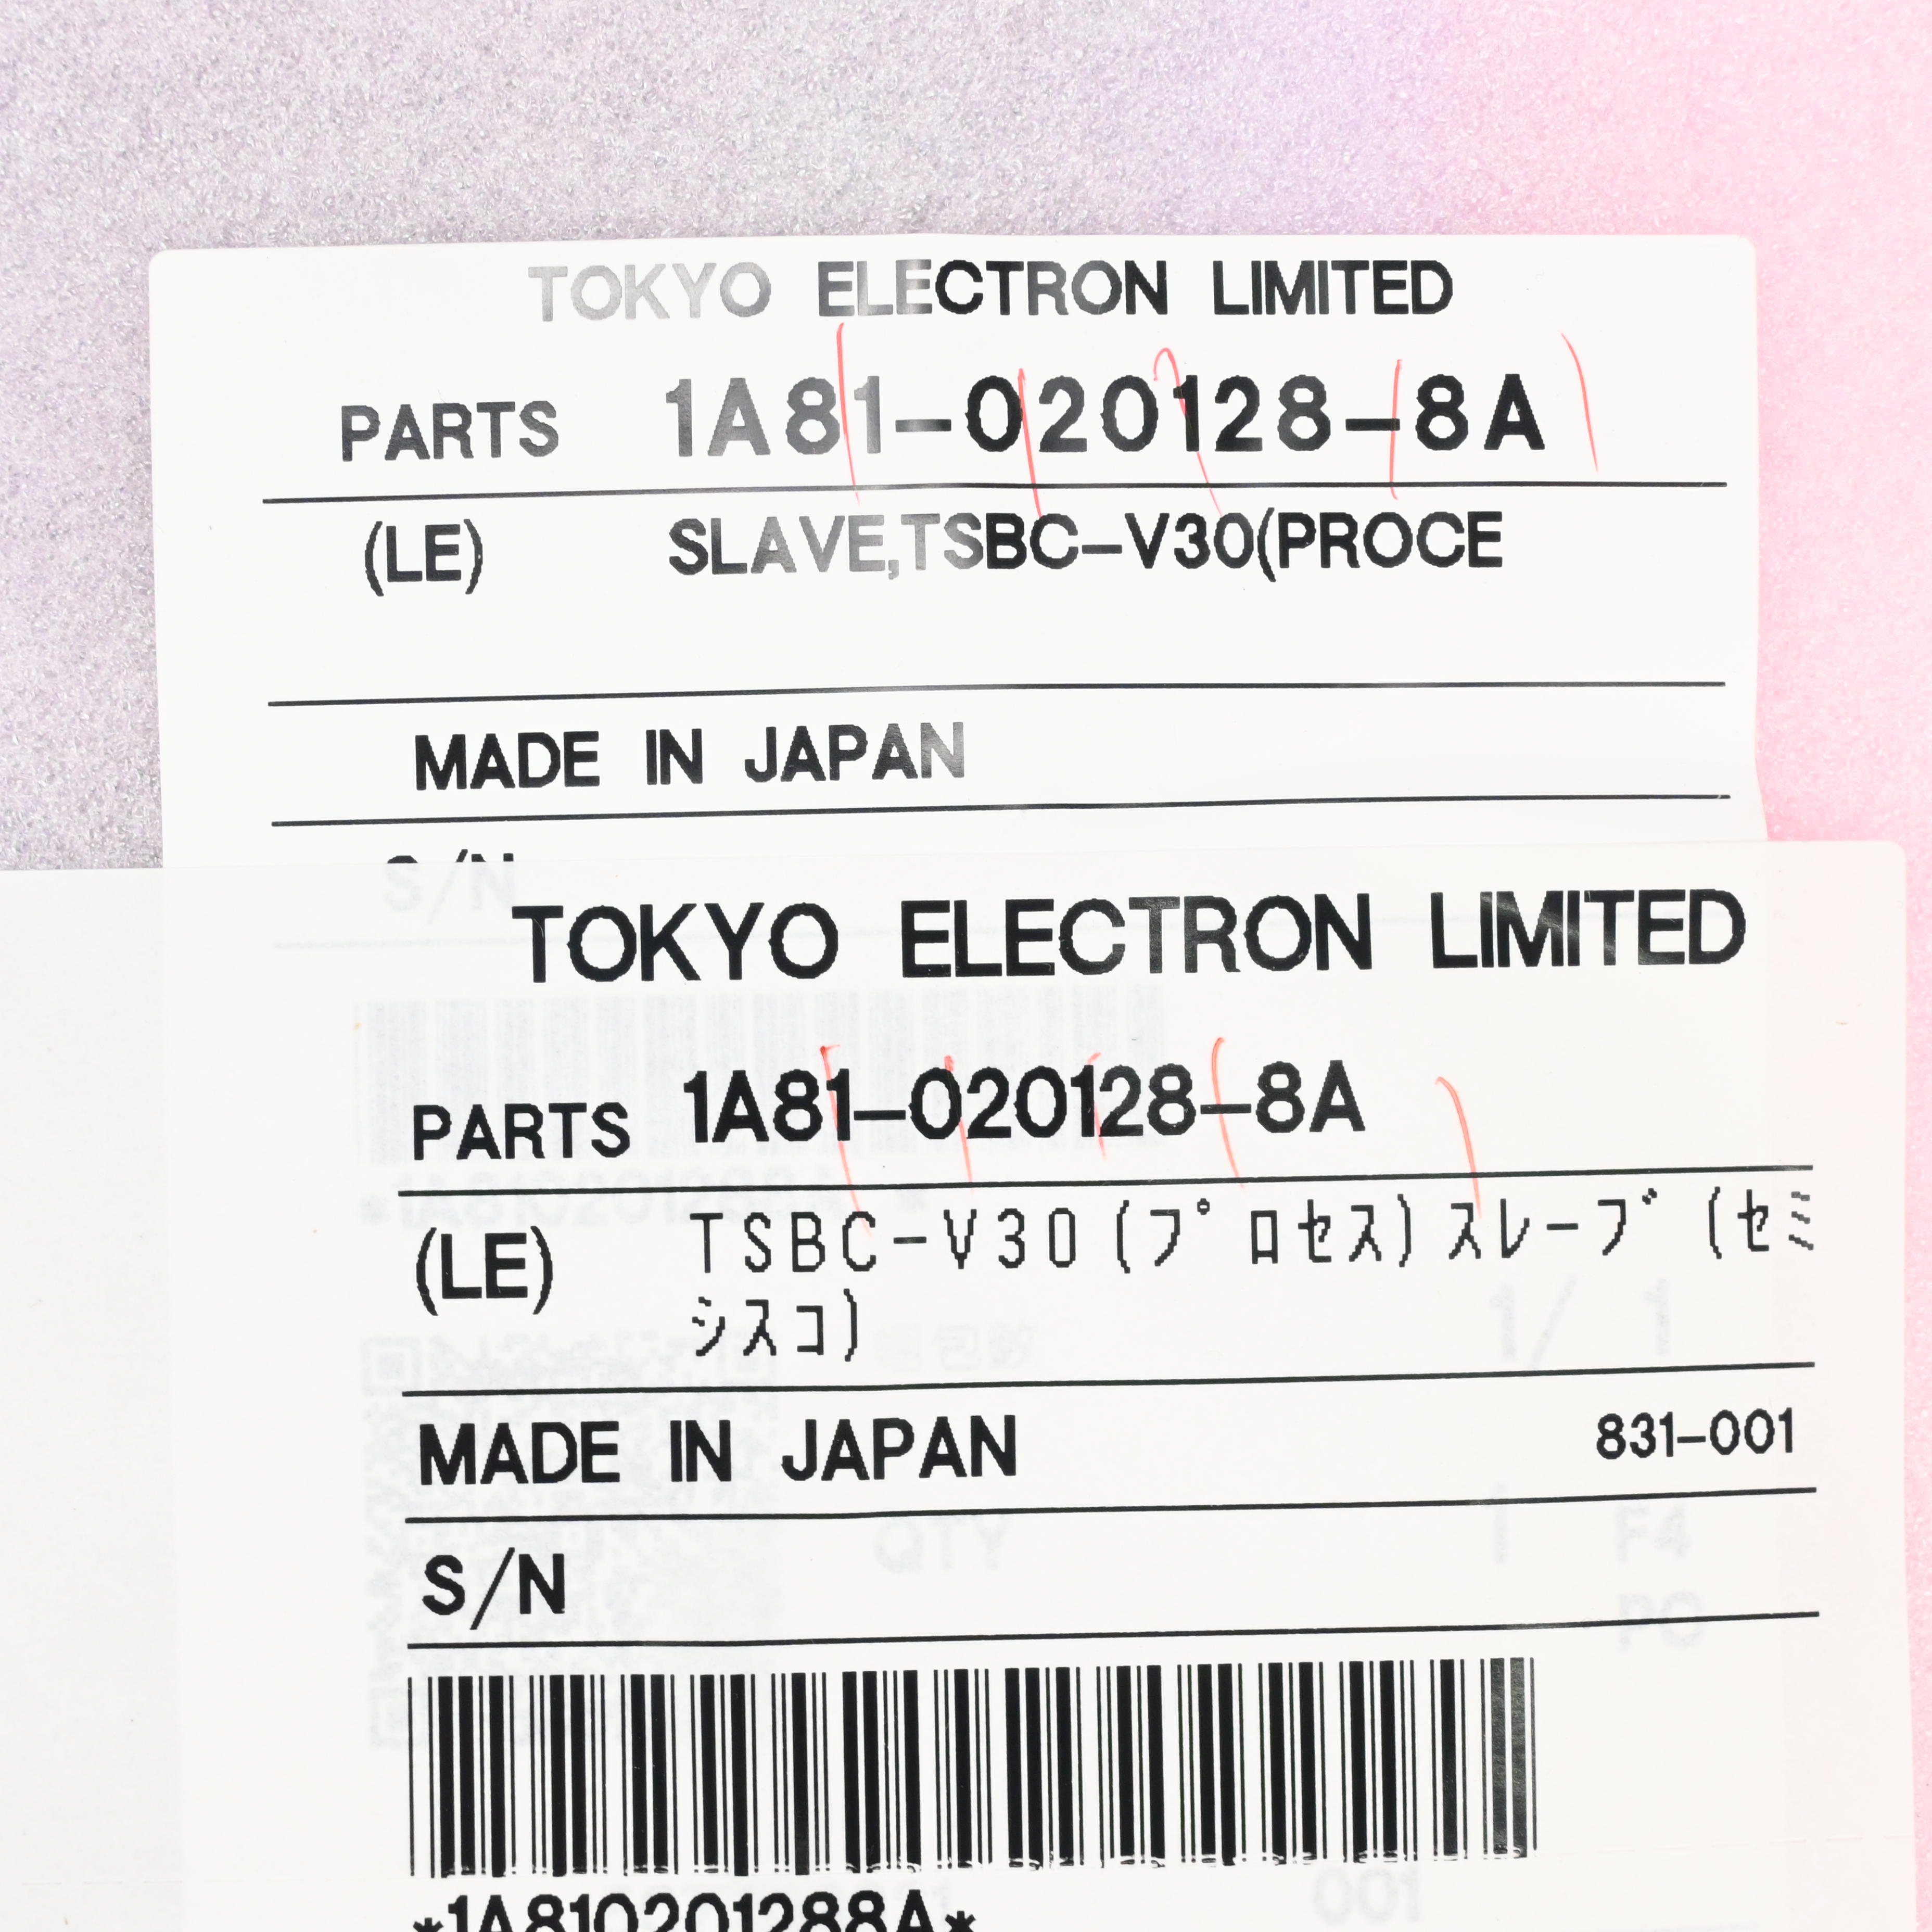 TOKYO ELECTRON LIMITED
PARTS 1A81-020128-8A
(LE) SLAVE,TSBC-V30(PROCE
MADE IN JAPAN
S/N
TOKYO ELECTRON LIMITED
PARTS 1A81-020128-8A
(LE) TSBC-V30(プロセス)スレーブ(セミ
シスコ)
MADE IN JAPAN 831-001
S/N
*1A810201288A*